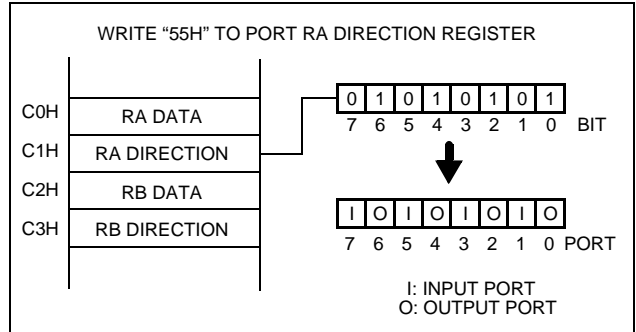 WRITE “55H” TO PORT RA DIRECTION REGISTER
C0H RA DATA
C1H RA DIRECTION
C2H RB DATA
C3H RB DIRECTION
0 1 0 1 0 1 0 1
7 6 5 4 3 2 1 0 BIT
I O I O I O I O
7 6 5 4 3 2 1 0 PORT
I: INPUT PORT
O: OUTPUT PORT